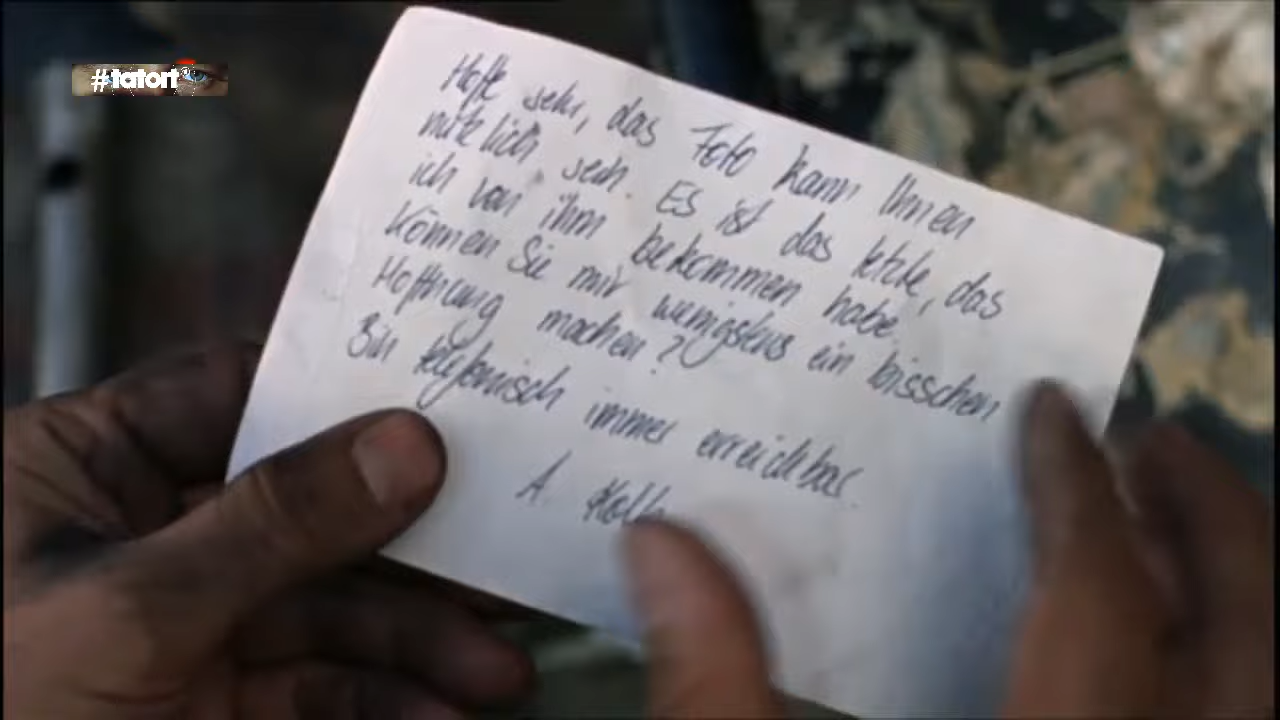 #tatort
Hoffe sehr, das Foto kann Ihnen
nützlich sein. Es ist das letzte, das
ich von ihm bekommen habe.
Können Sie mir wenigstens ein bisschen
Hoffnung machen?
Bin telefonisch immer erreichbar.
A.